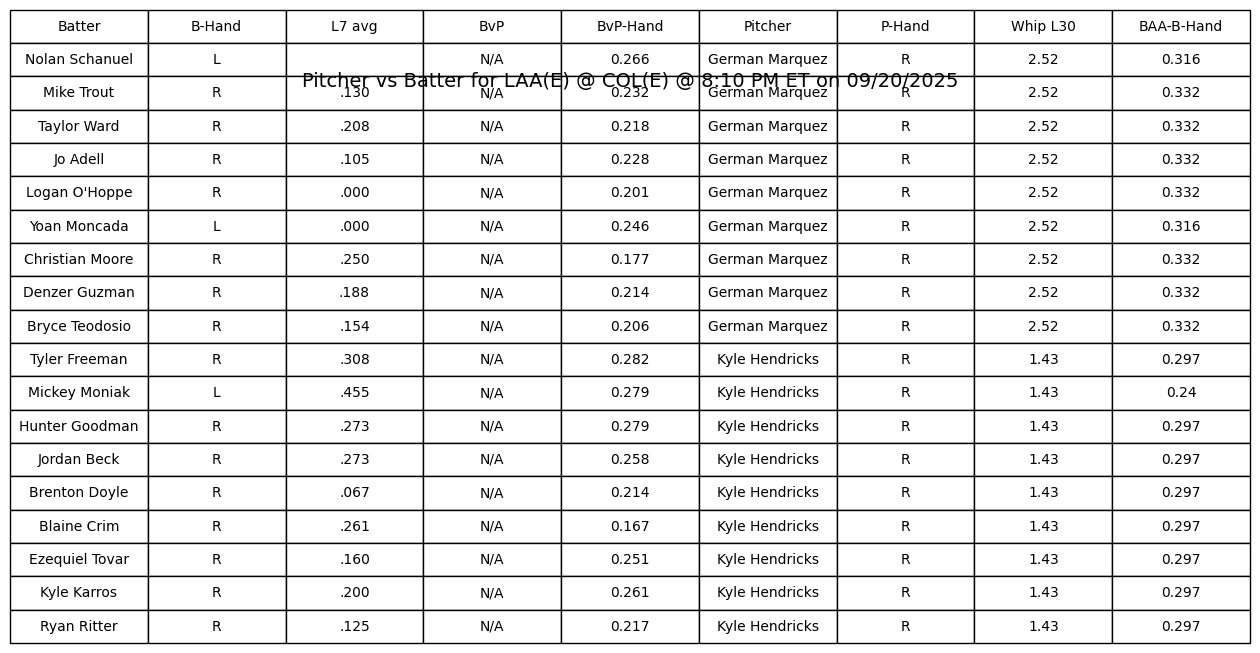 Batter B-Hand L7 avg BvP BvP-Hand Pitcher P-Hand Whip L30 BAA-B-Hand
Nolan Schanuel L N/A 0.266 German Marquez R 2.52 0.316
Pitcher vs Batter for LAA(E) @ COL(E) @ 8:10 PM ET on 09/20/2025
Mike Trout R .130 N/A 0.232 German Marquez R 2.52 0.332
Taylor Ward R .208 N/A 0.218 German Marquez R 2.52 0.332
Jo Adell R .105 N/A 0.228 German Marquez R 2.52 0.332
Logan O'Hoppe R .000 N/A 0.201 German Marquez R 2.52 0.332
Yoan Moncada L .000 N/A 0.246 German Marquez R 2.52 0.316
Christian Moore R .250 N/A 0.177 German Marquez R 2.52 0.332
Denzer Guzman R .188 N/A 0.214 German Marquez R 2.52 0.332
Bryce Teodosio R .154 N/A 0.206 German Marquez R 2.52 0.332
Tyler Freeman R .308 N/A 0.282 Kyle Hendricks R 1.43 0.297
Mickey Moniak L .455 N/A 0.279 Kyle Hendricks R 1.43 0.24
Hunter Goodman R .273 N/A 0.279 Kyle Hendricks R 1.43 0.297
Jordan Beck R .273 N/A 0.258 Kyle Hendricks R 1.43 0.297
Brenton Doyle R .067 N/A 0.214 Kyle Hendricks R 1.43 0.297
Blaine Crim R .261 N/A 0.167 Kyle Hendricks R 1.43 0.297
Ezequiel Tovar R .160 N/A 0.251 Kyle Hendricks R 1.43 0.297
Kyle Karros R .200 N/A 0.261 Kyle Hendricks R 1.43 0.297
Ryan Ritter R .125 N/A 0.217 Kyle Hendricks R 1.43 0.297